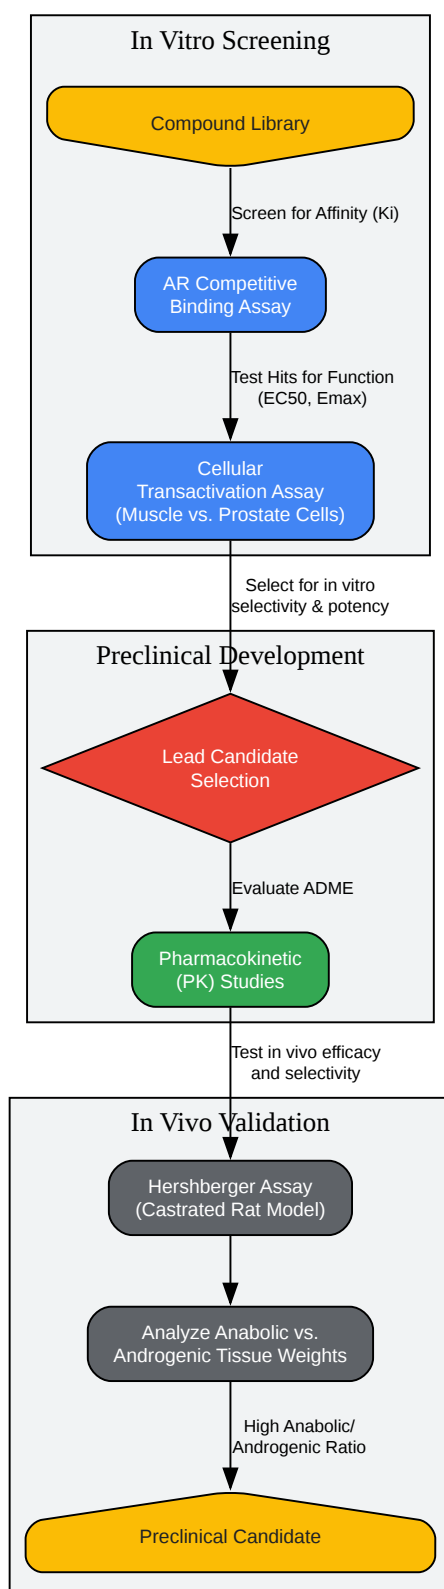 In Vitro Screening
Compound Library
Screen for Affinity (Ki)
AR Competitive
Binding Assay
Test Hits for Function
(EC50, Emax)
Cellular
Transactivation Assay
(Muscle vs. Prostate Cells)
Select for in vitro
selectivity & potency
Preclinical Development
Lead Candidate
Selection
Evaluate ADME
Pharmacokinetic
(PK) Studies
Test in vivo efficacy
and selectivity
In Vivo Validation
Hershberger Assay
(Castrated Rat Model)
Analyze Anabolic vs.
Androgenic Tissue Weights
High Anabolic/
Androgenic Ratio
Preclinical Candidate